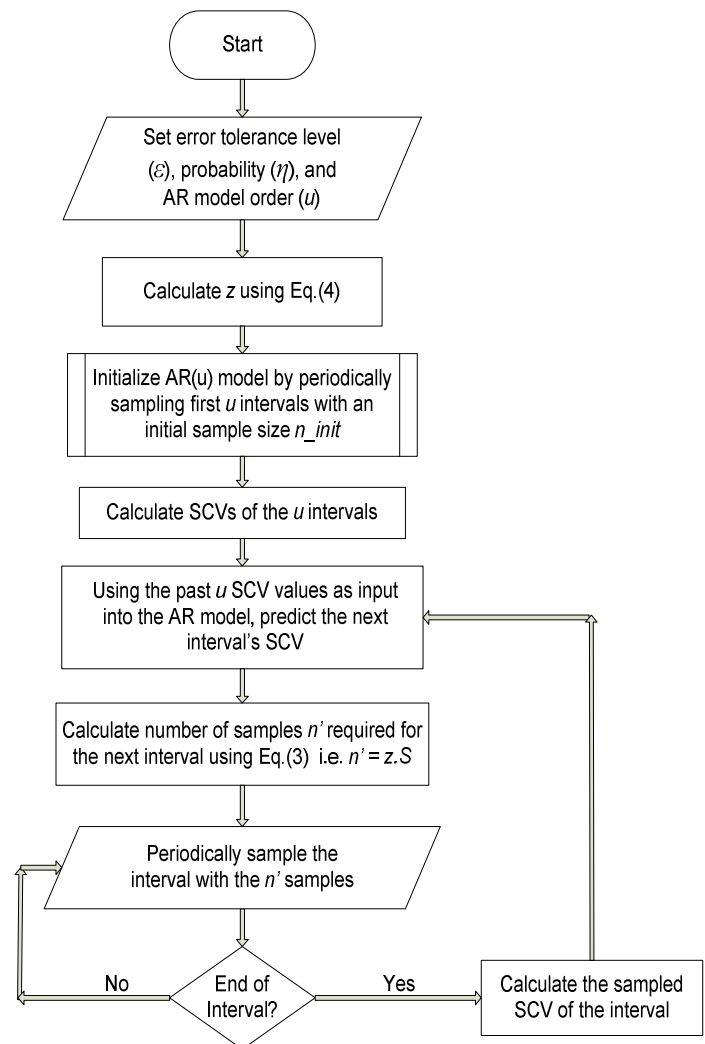 Start
Set error tolerance level
(ε), probability (η), and
AR model order (u)
Calculate z using Eq.(4)
Initialize AR(u) model by periodically
sampling first u intervals with an
initial sample size n_init
Calculate SCVs of the u intervals
Using the past u SCV values as input
into the AR model, predict the next
interval's SCV
Calculate number of samples n' required for
the next interval using Eq.(3) i.e. n' = z.S
Periodically sample the
interval with the n' samples
No
End of
Interval?
Yes
Calculate the sampled
SCV of the interval